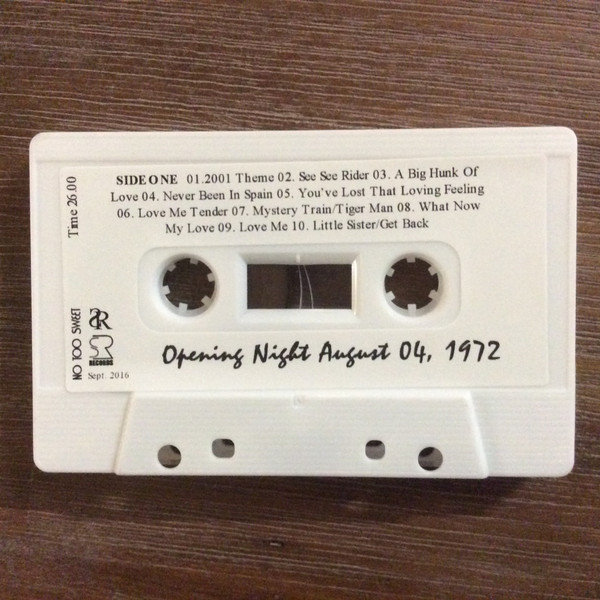 SIDE ONE 01.2001 Theme 02. See See Rider 03. A Big Hunk Of
Love 04. Never Been In Spain 05. You've Lost That Loving Feeling
06. Love Me Tender 07. Mystery Train/Tiger Man 08. What Now
My Love 09. Love Me 10. Little Sister/Get Back
Time 26.00
NO TOO SWEET
SR
RECORDS
Sept. 2016
Opening Night August 04, 1972